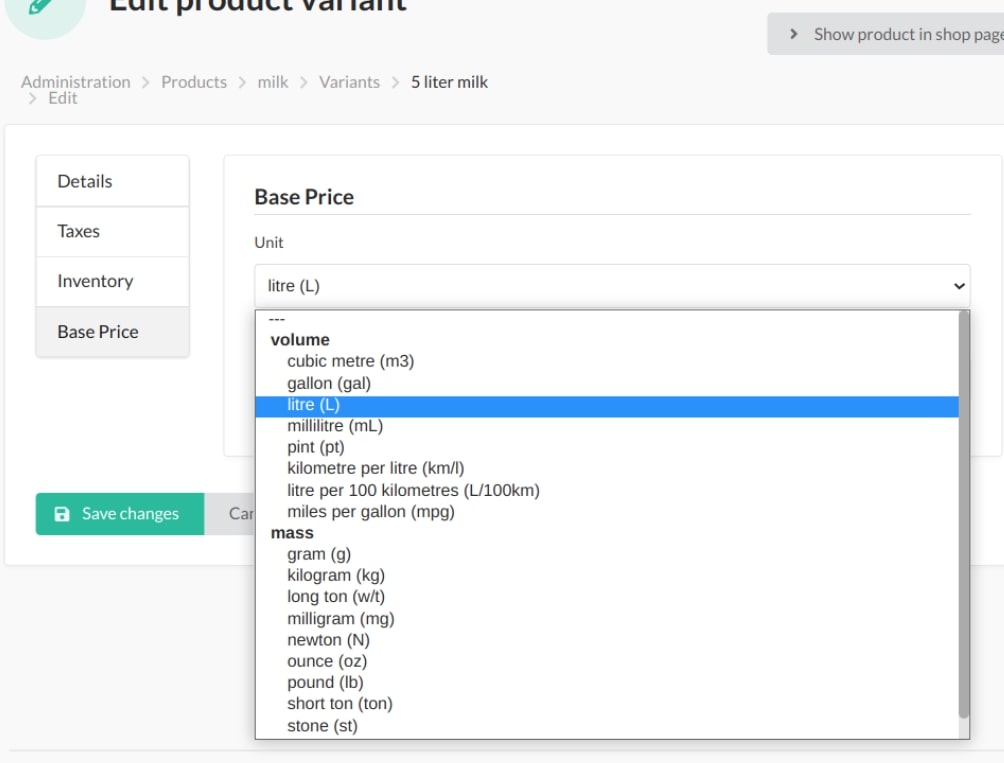 Edit product variant
Show product in shop page
Administration > Products > milk > Variants > 5 liter milk
> Edit
Details
Taxes
Inventory
Base Price
Base Price
Unit
litre (L)
---
volume
cubic metre (m3)
gallon (gal)
litre (L)
millilitre (mL)
pint (pt)
kilometre per litre (km/l)
litre per 100 kilometres (L/100km)
miles per gallon (mpg)
mass
gram (g)
kilogram (kg)
long ton (w/t)
milligram (mg)
newton (N)
ounce (oz)
pound (lb)
short ton (ton)
stone (st)
Save changes